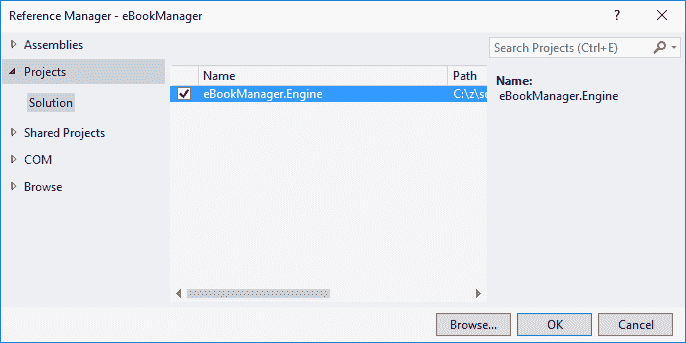 Reference Manager - eBookManager
? 
Assemblies
Projects
Solution
Shared Projects
COM
Browse
Name Path
eBookManager.Engine C:\z\sc
Search Projects (Ctrl+E)
Name:
eBookManager.Engine
Browse... OK Cancel